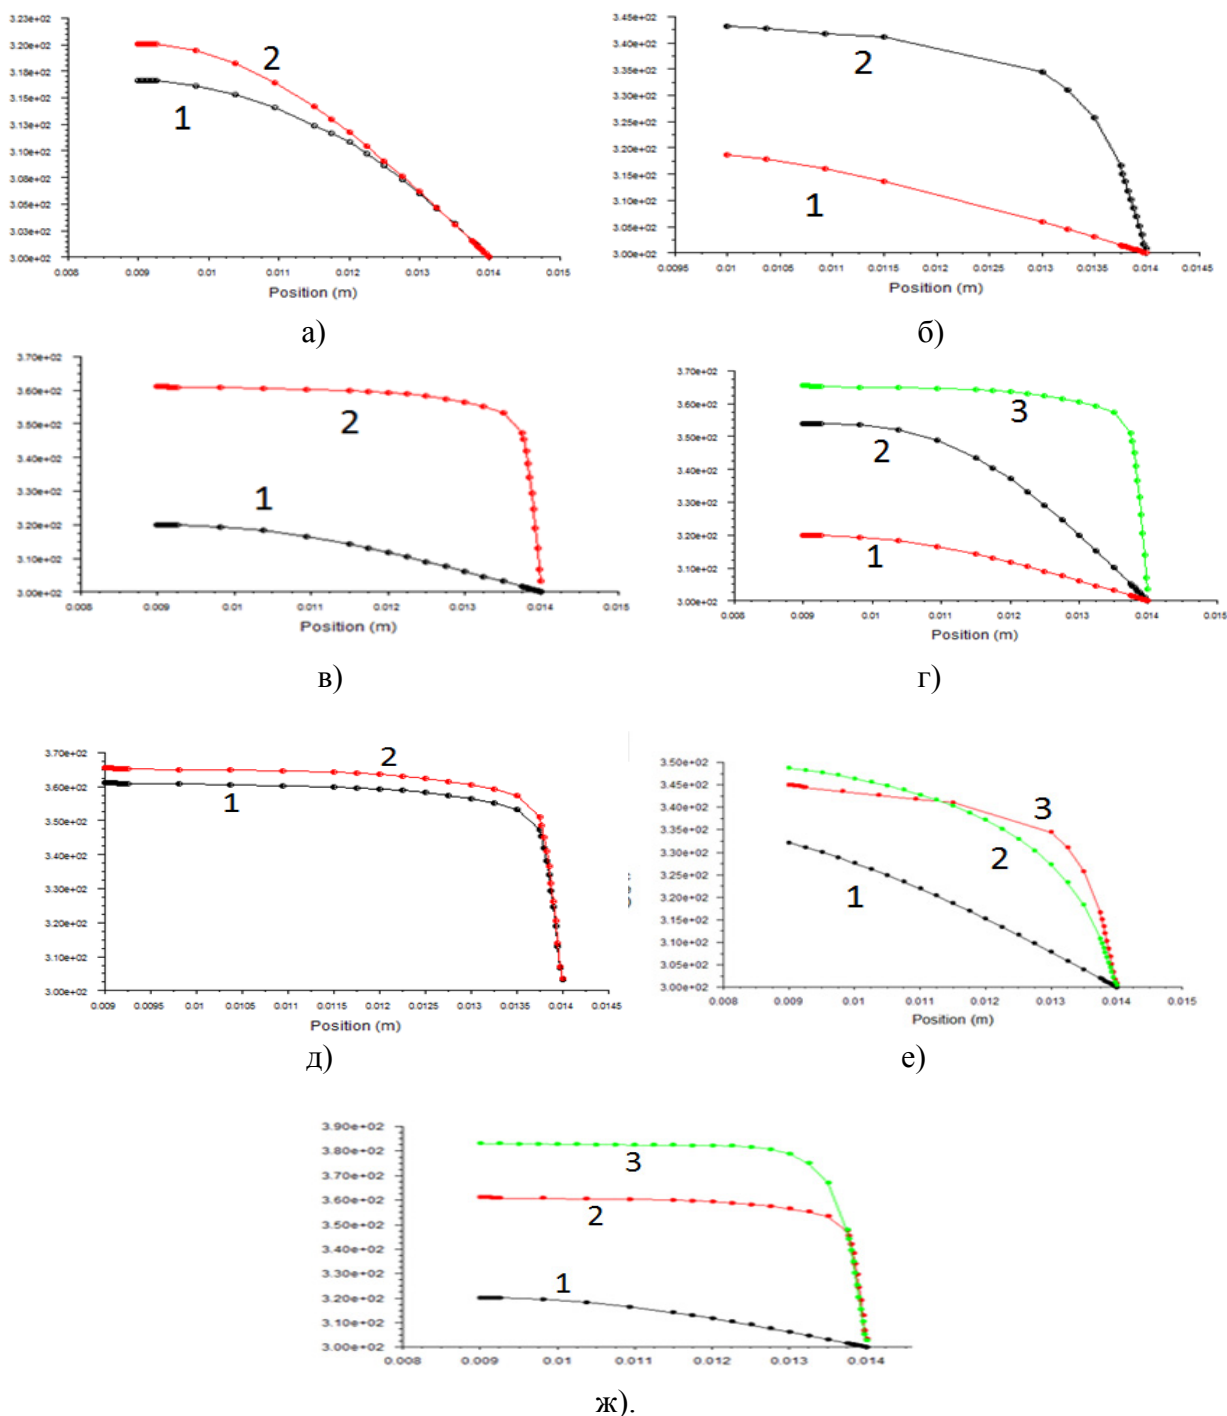 3.23e+02
3.20e+02
3.18e+02
3.15e+02
3.13e+02
3.10e+02
3.08e+02
3.05e+02
3.03e+02
3.00e+02
2
1
0.008 0.009 0.01 0.011 0.012 0.013 0.014 0.015
Position (m)
а)
3.45e+02
3.40e+02
3.35e+02
3.30e+02
3.25e+02
3.20e+02
3.15e+02
3.10e+02
3.05e+02
3.00e+02
2
1
0.0095 0.01 0.0105 0.011 0.0115 0.012 0.0125 0.013 0.0135 0.014 0.0145
Position (m)
б)
3.70e+02
3.60e+02
3.50e+02
3.40e+02
3.30e+02
3.20e+02
3.10e+02
3.00e+02
2
1
0.008 0.009 0.01 0.011 0.012 0.013 0.014 0.015
Position (m)
в)
3.70e+02
3.60e+02
3.50e+02
3.40e+02
3.30e+02
3.20e+02
3.10e+02
3.00e+02
3
2
1
0.008 0.009 0.01 0.011 0.012 0.013 0.014 0.015
Position (m)
г)
3.70e+02
3.60e+02
3.50e+02
3.40e+02
3.30e+02
3.20e+02
3.10e+02
3.00e+02
2
1
0.009 0.0095 0.01 0.0105 0.011 0.0115 0.012 0.0125 0.013 0.0135 0.014 0.0145
Position (m)
д)
3.50e+02
3.45e+02
3.40e+02
3.35e+02
3.30e+02
3.25e+02
3.20e+02
3.15e+02
3.10e+02
3.05e+02
3.00e+02
3
2
1
0.008 0.009 0.01 0.011 0.012 0.013 0.014 0.015
Position (m)
е)
3.90e+02
3.80e+02
3.70e+02
3.60e+02
3.50e+02
3.40e+02
3.30e+02
3.20e+02
3.10e+02
3.00e+02
3
2
1
0.008 0.009 0.01 0.011 0.012 0.013 0.014
ж).